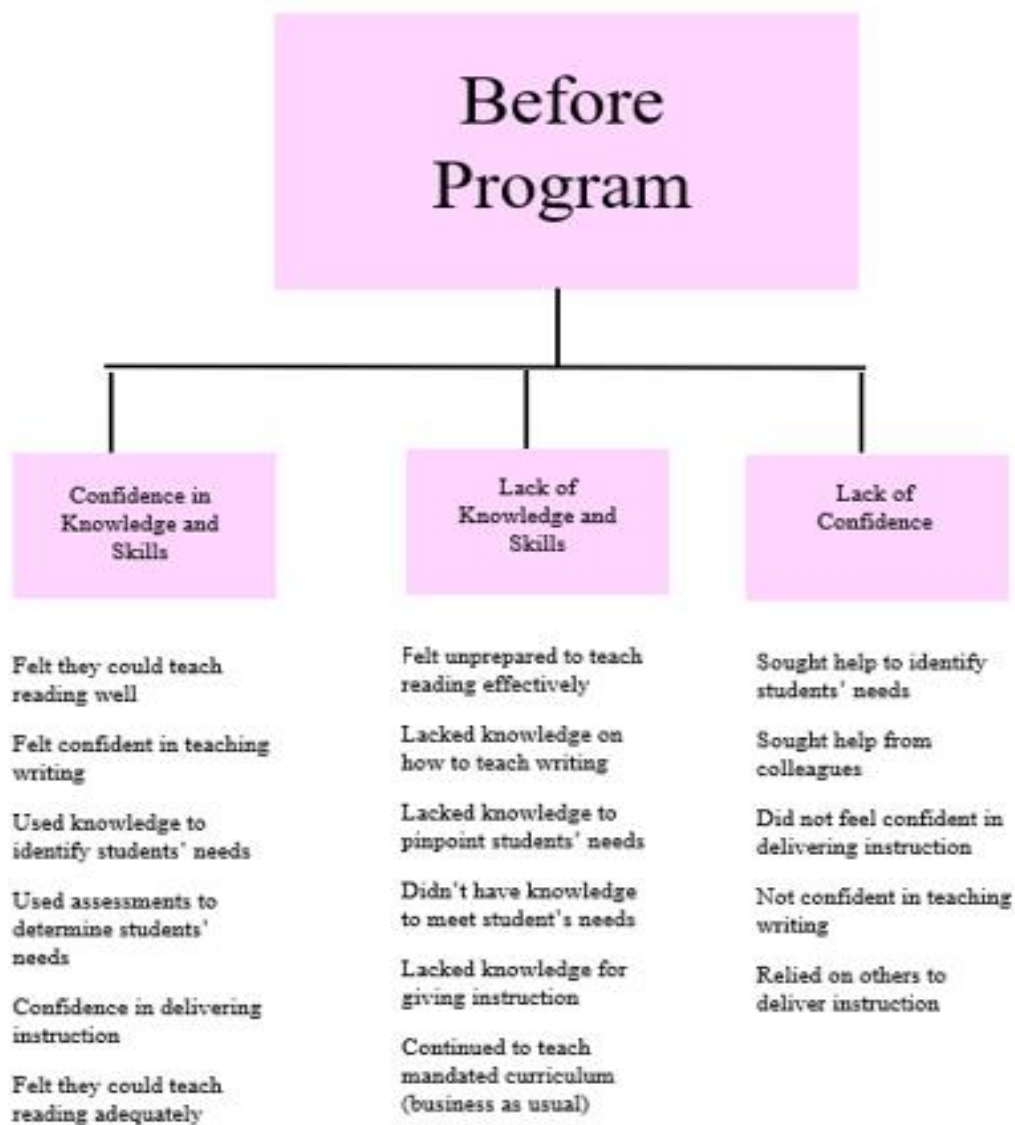 Before
Program
Confidence in
Knowledge and
Skills
Lack of
Knowledge and
Skills
Lack of
Confidence
Felt they could teach
reading well
Felt confident in teaching
writing
Used knowledge to
identify students’ needs
Used assessments to
determine students’
needs
Confidence in delivering
instruction
Felt they could teach
reading adequately
Felt unprepared to teach
reading effectively
Lacked knowledge on
how to teach writing
Lacked knowledge to
pinpoint students’ needs
Didn’t have knowledge
to meet student’s needs
Lacked knowledge for
giving instruction
Continued to teach
mandated curriculum
(business as usual)
Sought help to identify
students’ needs
Sought help from
colleagues
Did not feel confident in
delivering instruction
Not confident in teaching
writing
Relied on others to
deliver instruction